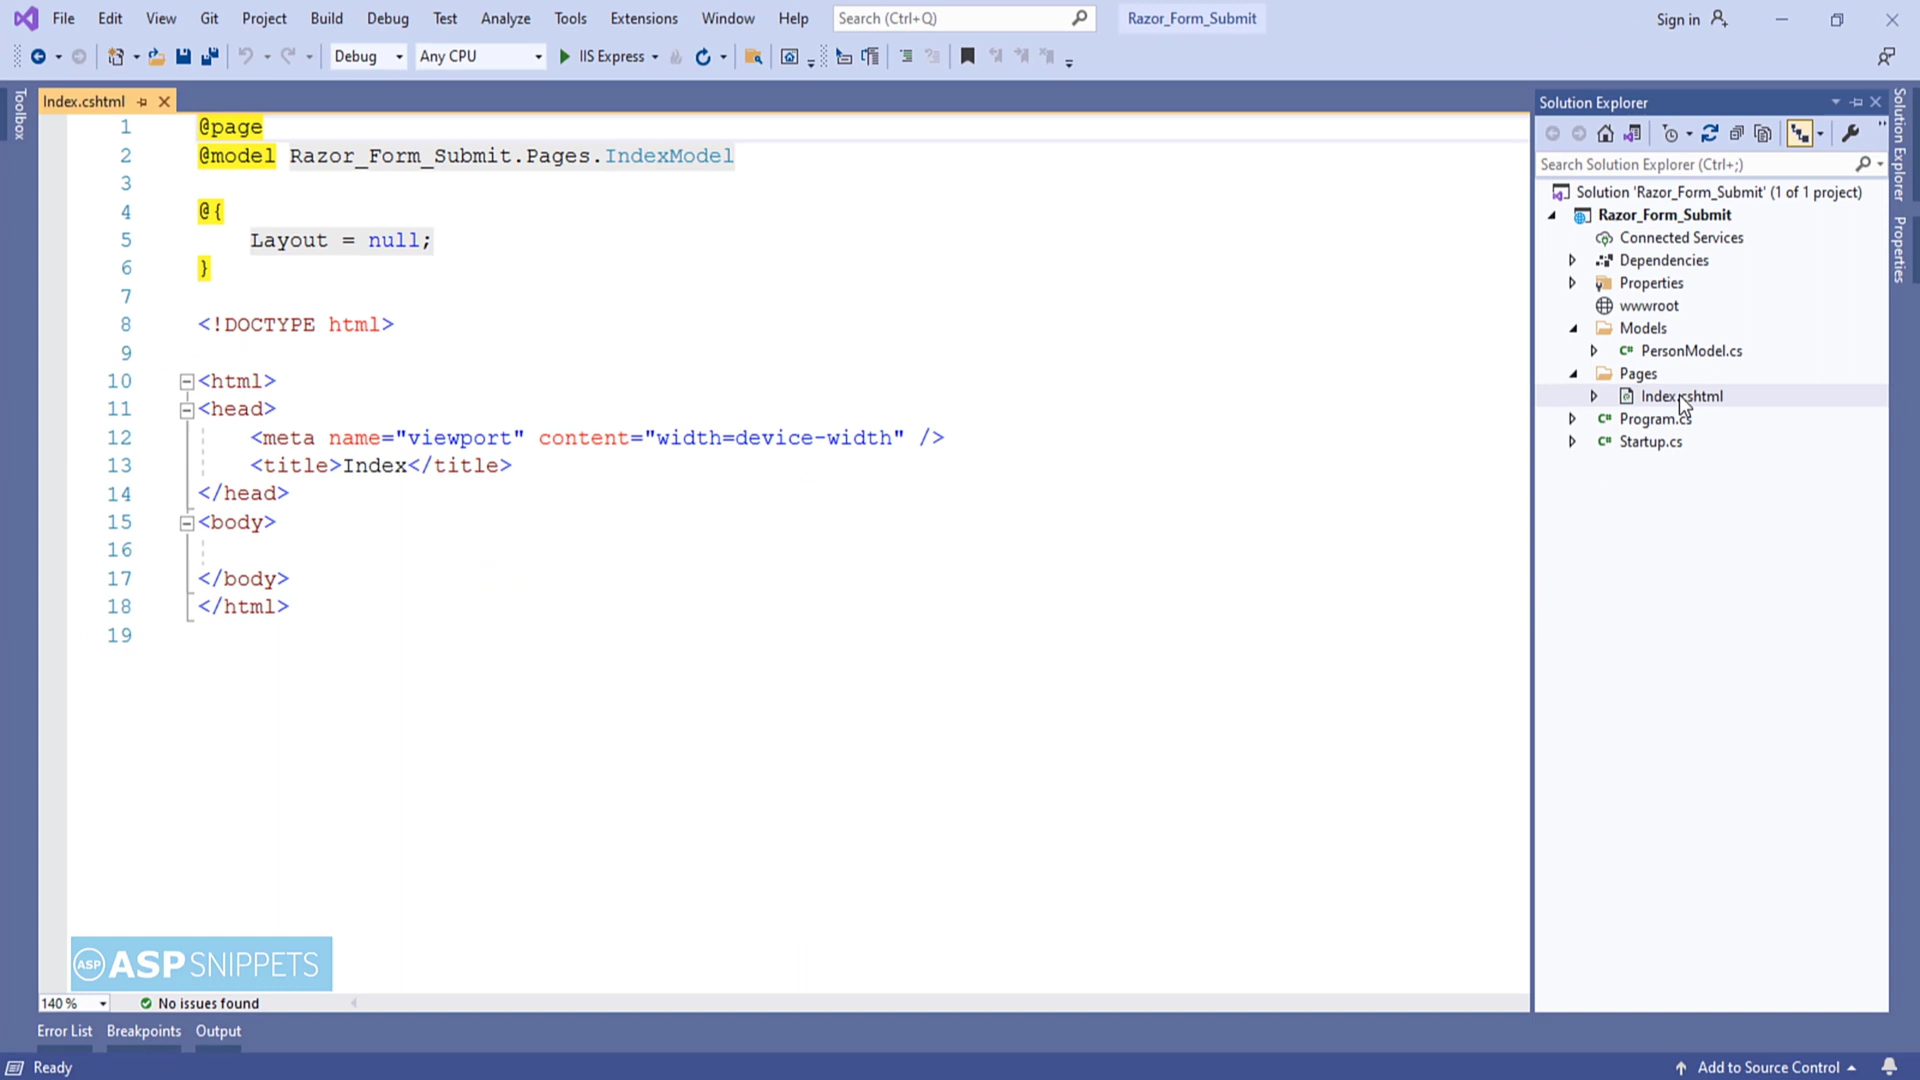 File Edit View Git Project Build Debug Test Analyze Tools Extensions Window Help Search (Ctrl+Q) Razor_Form_Submit Sign in
Debug Any CPU IIS Express
Toolbox
Index.cshtml
1 @page
2 @model Razor_Form_Submit.Pages.IndexModel
3
4 @{
5 Layout = null;
6 }
7
8 <!DOCTYPE html>
9
10 <html>
11 <head>
12 <meta name="viewport" content="width=device-width" />
13 <title>Index</title>
14 </head>
15 <body>
16
17 </body>
18 </html>
19
ASP ASPSNIPPETS
140 % No issues found
Solution Explorer
Search Solution Explorer (Ctrl+;)
Solution 'Razor_Form_Submit' (1 of 1 project)
Razor_Form_Submit
Connected Services
Dependencies
Properties
wwwroot
Models
C# PersonModel.cs
Pages
Index.cshtml
C# Program.cs
C# Startup.cs
Solution Explorer
Properties
Error List Breakpoints Output
Ready Add to Source Control